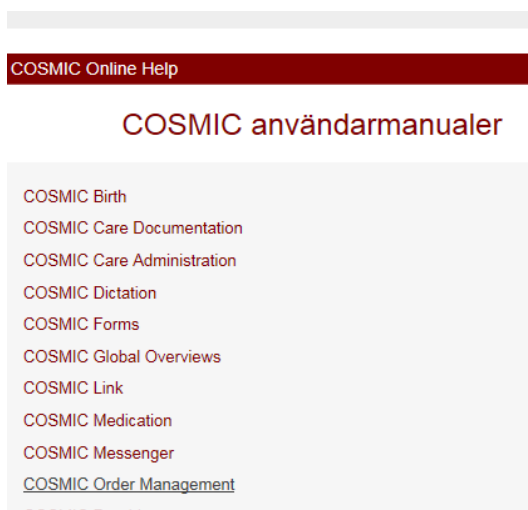 COSMIC Online Help
COSMIC användarmanualer
COSMIC Birth
COSMIC Care Documentation
COSMIC Care Administration
COSMIC Dictation
COSMIC Forms
COSMIC Global Overviews
COSMIC Link
COSMIC Medication
COSMIC Messenger
COSMIC Order Management